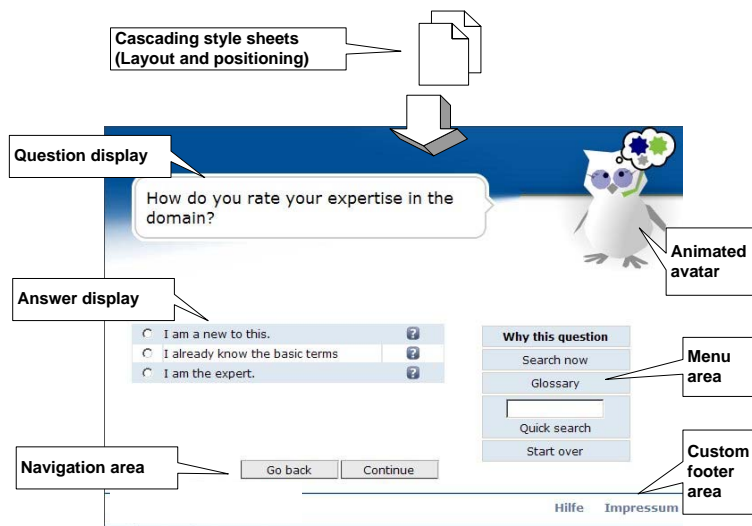 Cascading style sheets
(Layout and positioning)
Question display
How do you rate your expertise in the
domain?
Animated
avatar
Answer display
I am a new to this.
I already know the basic terms
I am the expert.
Why this question
Search now
Glossary
Quick search
Start over
Menu
area
Navigation area
Go back
Continue
Custom
footer
area
Hilfe
Impressum